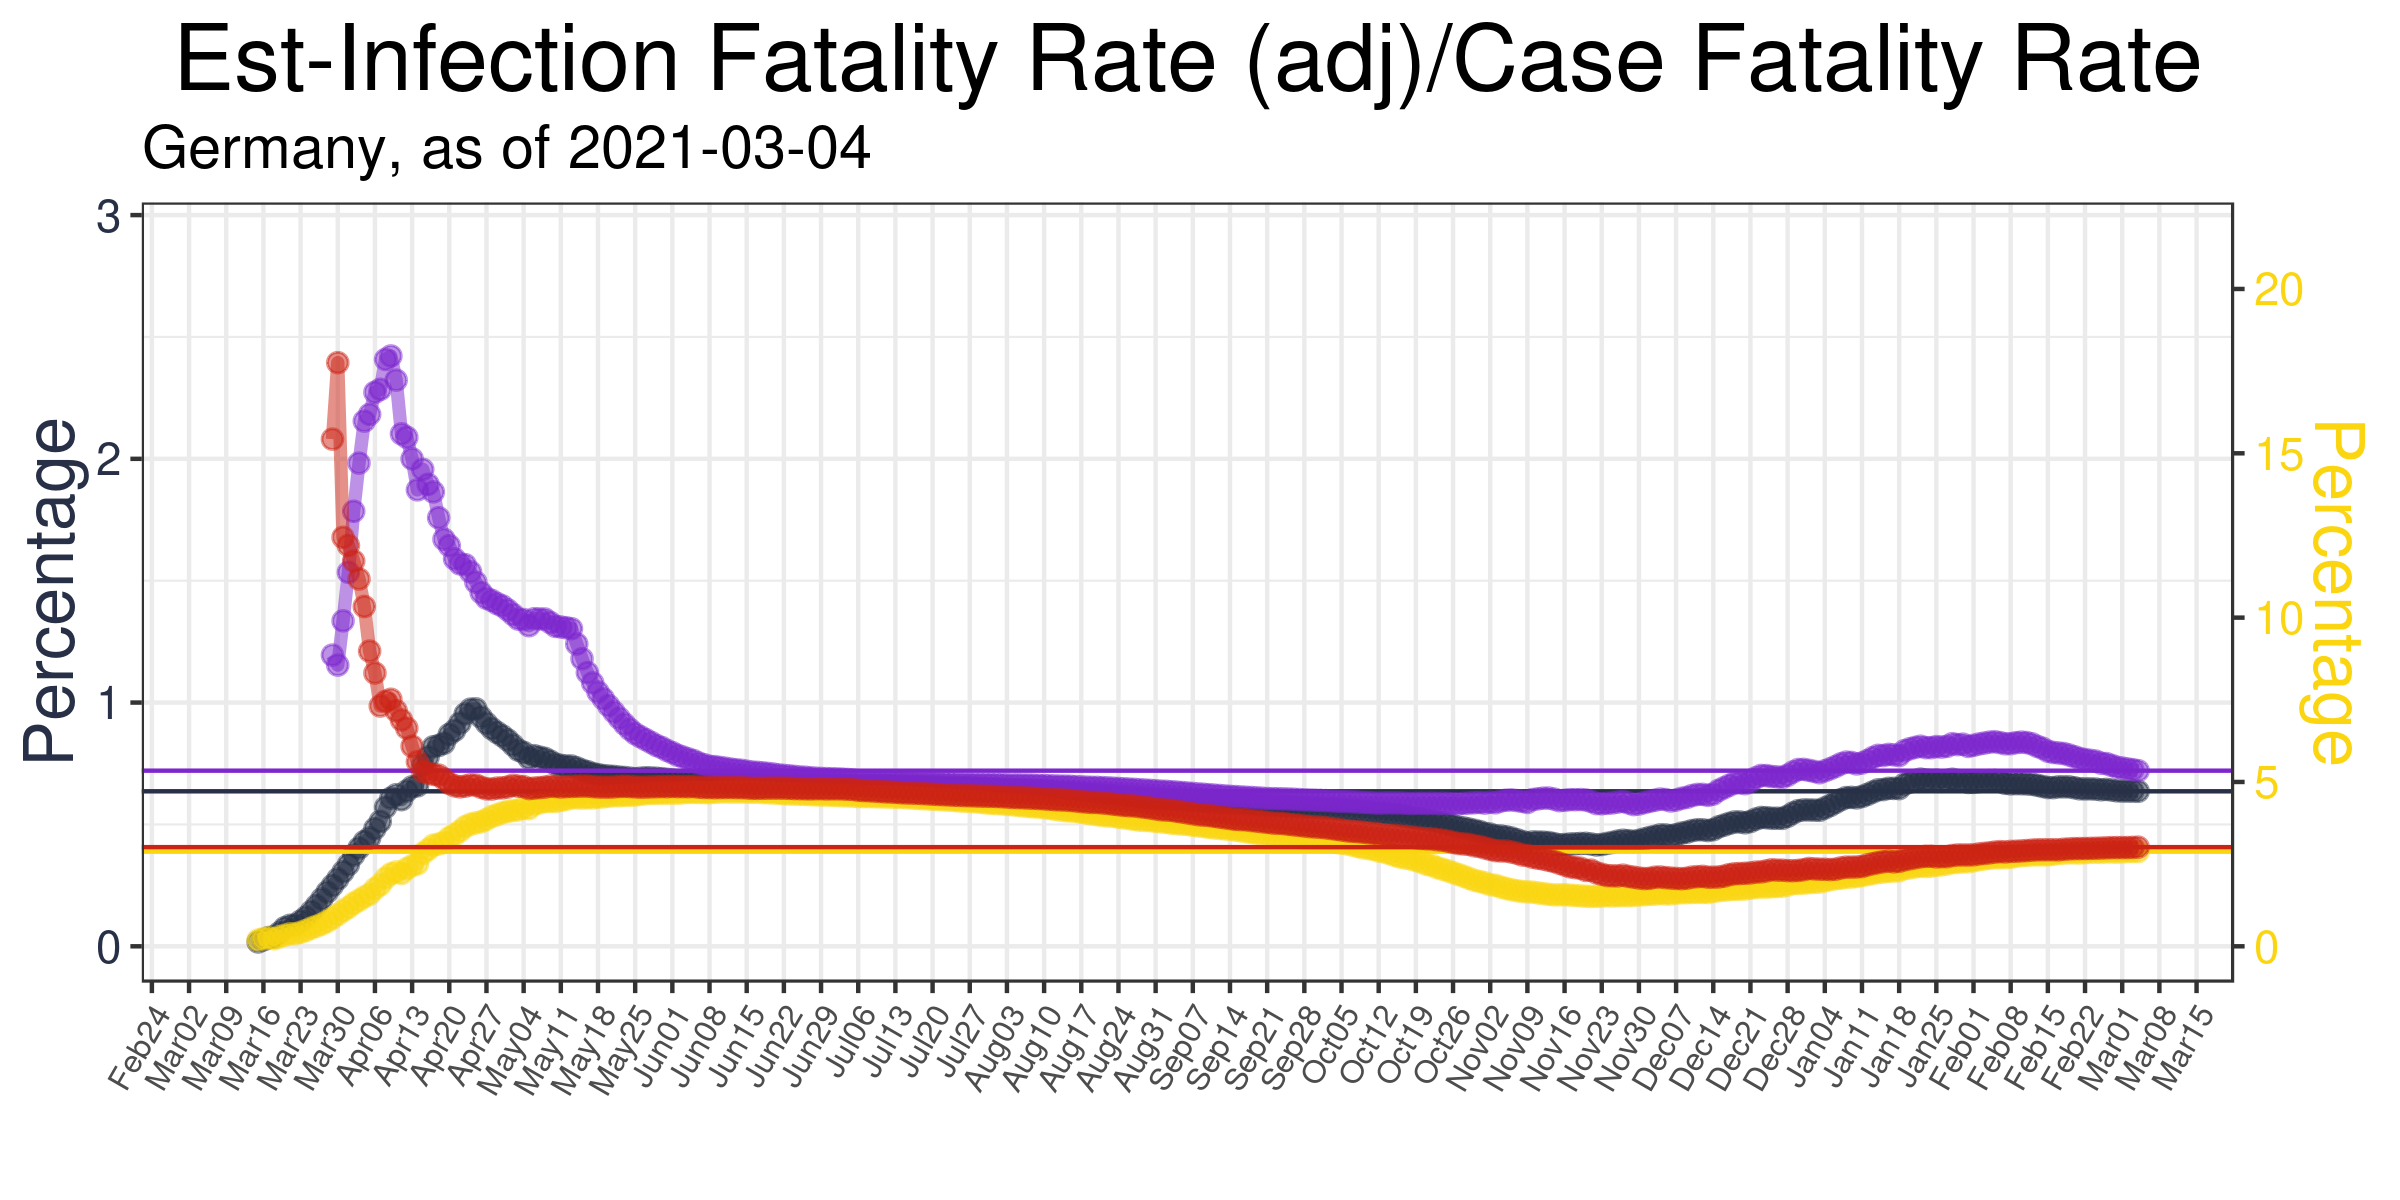 Est-Infection Fatality Rate (adj)/Case Fatality Rate
Germany, as of 2021-03-04
Percentage
3
2
1
0
20
15
10
5
0
Percentage
Feb24
Mar02
Mar09
Mar16
Mar23
Mar30
Apr06
Apr13
Apr20
Apr27
May04
May11
May18
May25
Jun01
Jun08
Jun15
Jun22
Jun29
Jul06
Jul13
Jul20
Jul27
Aug03
Aug10
Aug17
Aug24
Aug31
Sep07
Sep14
Sep21
Sep28
Oct05
Oct12
Oct19
Oct26
Nov02
Nov09
Nov16
Nov23
Nov30
Dec07
Dec14
Dec21
Dec28
Jan04
Jan11
Jan18
Jan25
Feb01
Feb08
Feb15
Feb22
Mar01
Mar08
Mar15